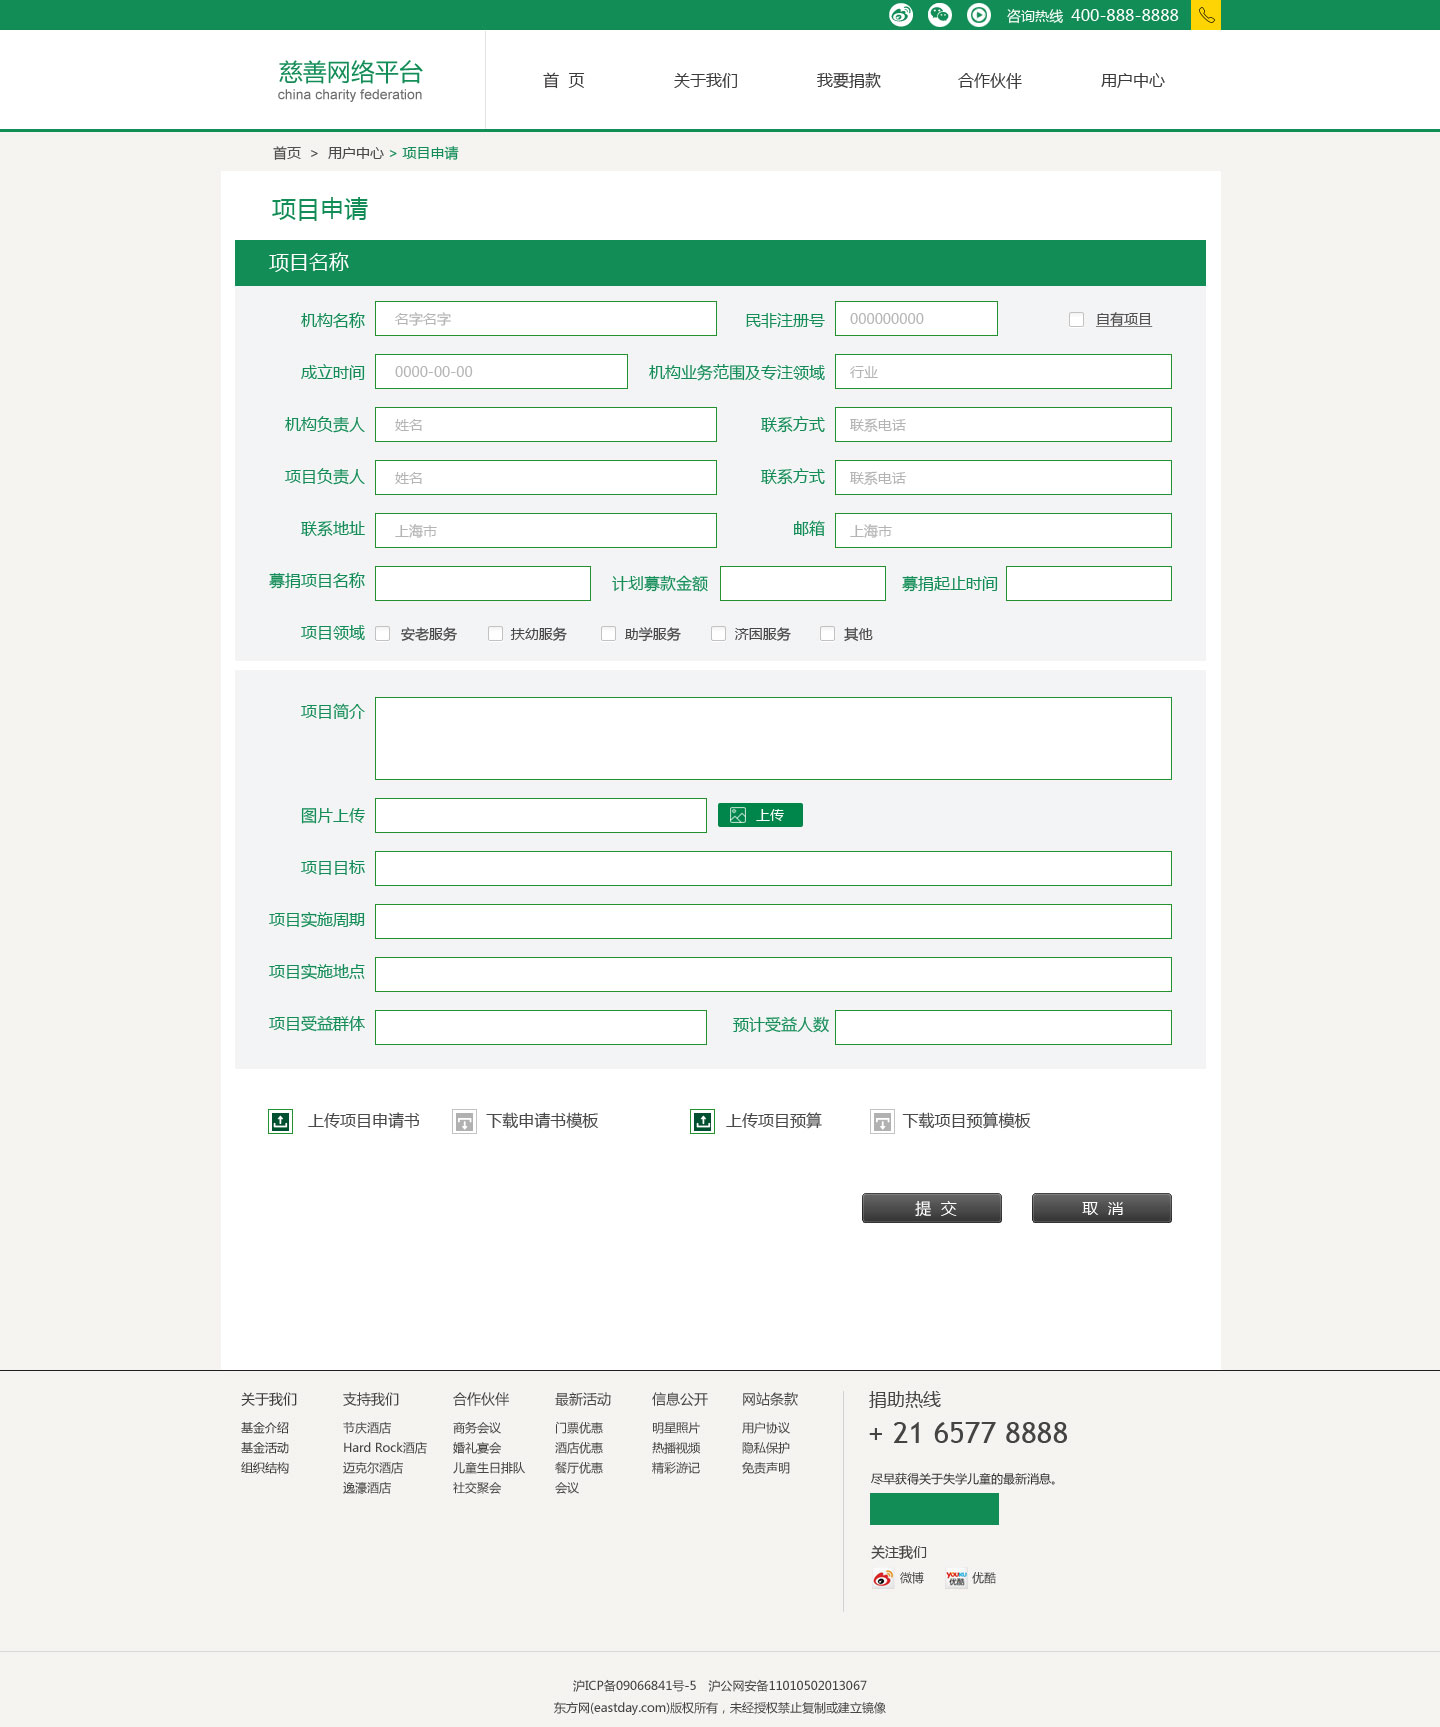 咨询热线 400-888-8888
慈善网络平台
china charity federation
首 页 关于我们 我要捐款 合作伙伴 用户中心
首页 > 用户中心 > 项目申请
项目申请
项目名称
机构名称 名字名字 民非注册号 000000000 自有项目
成立时间 0000-00-00 机构业务范围及专注领域 行业
机构负责人 姓名 联系方式 联系电话
项目负责人 姓名 联系方式 联系电话
联系地址 上海市 邮箱 上海市
募捐项目名称 计划募款金额 募捐起止时间
项目领域 安老服务 扶幼服务 助学服务 济困服务 其他
项目简介
图片上传 上传
项目目标
项目实施周期
项目实施地点
项目受益群体 预计受益人数
上传项目申请书 下载申请书模板 上传项目预算 下载项目预算模板
提 交 取 消
关于我们 支持我们 合作伙伴 最新活动 信息公开 网站条款
基金介绍 节庆酒店 商务会议 门票优惠 明星照片 用户协议
基金活动 Hard Rock酒店 婚礼宴会 酒店优惠 热播视频 隐私保护
组织结构 迈克尔酒店 儿童生日排队 餐厅优惠 精彩游记 免责声明
逸濠酒店 社交聚会 会议
捐助热线
+ 21 6577 8888
尽早获得关于失学儿童的最新消息。
关注我们
微博 YOUKU 优酷 优酷
沪ICP备09066841号-5 沪公网安备11010502013067
东方网(eastday.com)版权所有，未经授权禁止复制或建立镜像